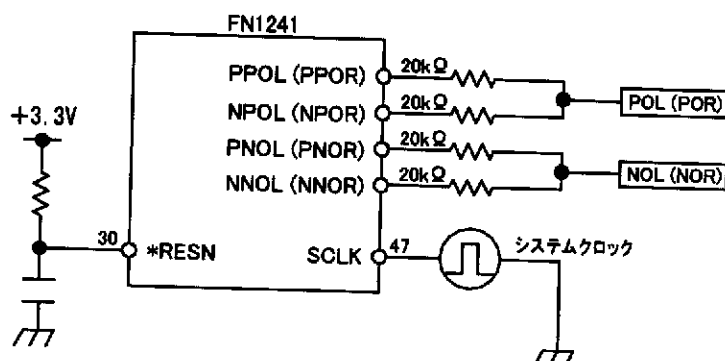 FN1241
PPOL (PPOR)
20kΩ
NPOL (NPOR)
20kΩ
POL (POR)
+3.3V
PNOL (PNOR)
20kΩ
NNOL (NNOR)
20kΩ
NOL (NOR)
30
*RESN
SCLK
47
システムクロック